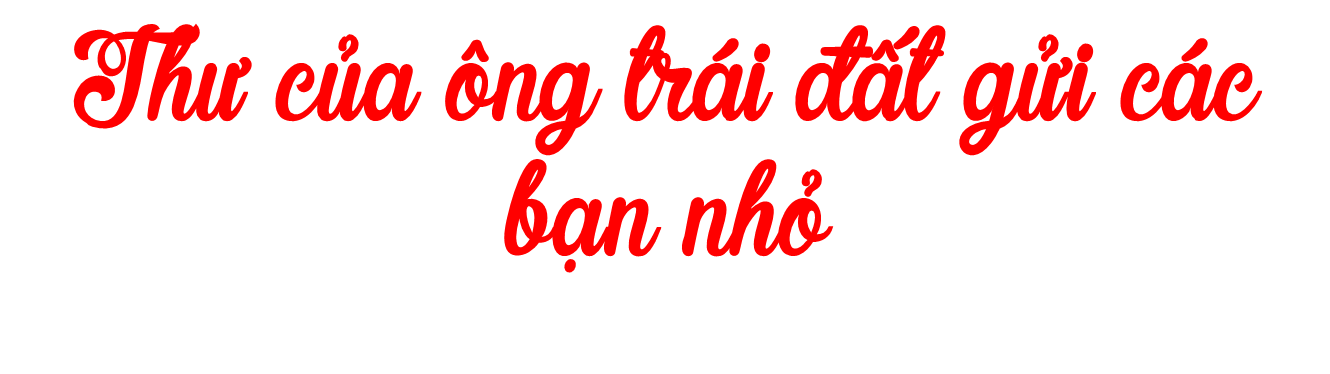 Thư của ông trái đất gửi các
bạn nhỏ